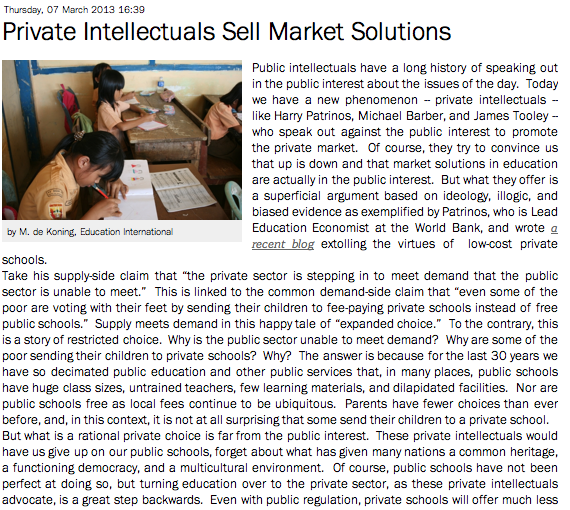 Thursday, 07 March 2013 16:39
Private Intellectuals Sell Market Solutions
Public intellectuals have a long history of speaking out
in the public interest about the issues of the day. Today
we have a new phenomenon -- private intellectuals --
like Harry Patrinos, Michael Barber, and James Tooley --
who speak out against the public interest to promote
the private market. Of course, they try to convince us
that up is down and that market solutions in education
are actually in the public interest. But what they offer is
a superficial argument based on ideology, illogic, and
biased evidence as exemplified by Patrinos, who is Lead
Education Economist at the World Bank, and wrote a
recent blog extolling the virtues of low-cost private
schools.
by M. de Koning, Education International
Take his supply-side claim that “the private sector is stepping in to meet demand that the public
sector is unable to meet.” This is linked to the common demand-side claim that “even some of the
poor are voting with their feet by sending their children to fee-paying private schools instead of free
public schools.” Supply meets demand in this happy tale of “expanded choice.” To the contrary, this
is a story of restricted choice. Why is the public sector unable to meet demand? Why are some of the
poor sending their children to private schools? Why? The answer is because for the last 30 years we
have so decimated public education and other public services that, in many places, public schools
have huge class sizes, untrained teachers, few learning materials, and dilapidated facilities. Nor are
public schools free as local fees continue to be ubiquitous. Parents have fewer choices than ever
before, and, in this context, it is not at all surprising that some send their children to a private school.
But what is a rational private choice is far from the public interest. These private intellectuals would
have us give up on our public schools, forget about what has given many nations a common heritage,
a functioning democracy, and a multicultural environment. Of course, public schools have not been
perfect at doing so, but turning education over to the private sector, as these private intellectuals
advocate, is a great step backwards. Even with public regulation, private schools will offer much less